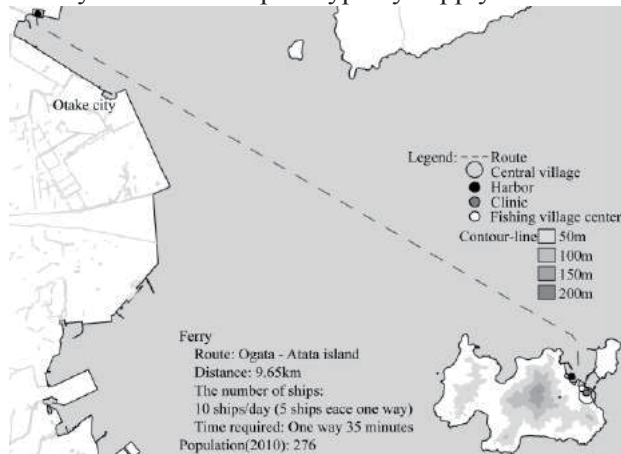 Otake city
Legend: Route
Central village
Harbor
Clinic
Fishing village center
Contour-line 50m
100m
150m
200m
Ferry
Route: Ogata - Atata island
Distance: 9.65km
The number of ships:
10 ships/day (5 ships eace one way)
Time required: One way 35 minutes
Population(2010): 276